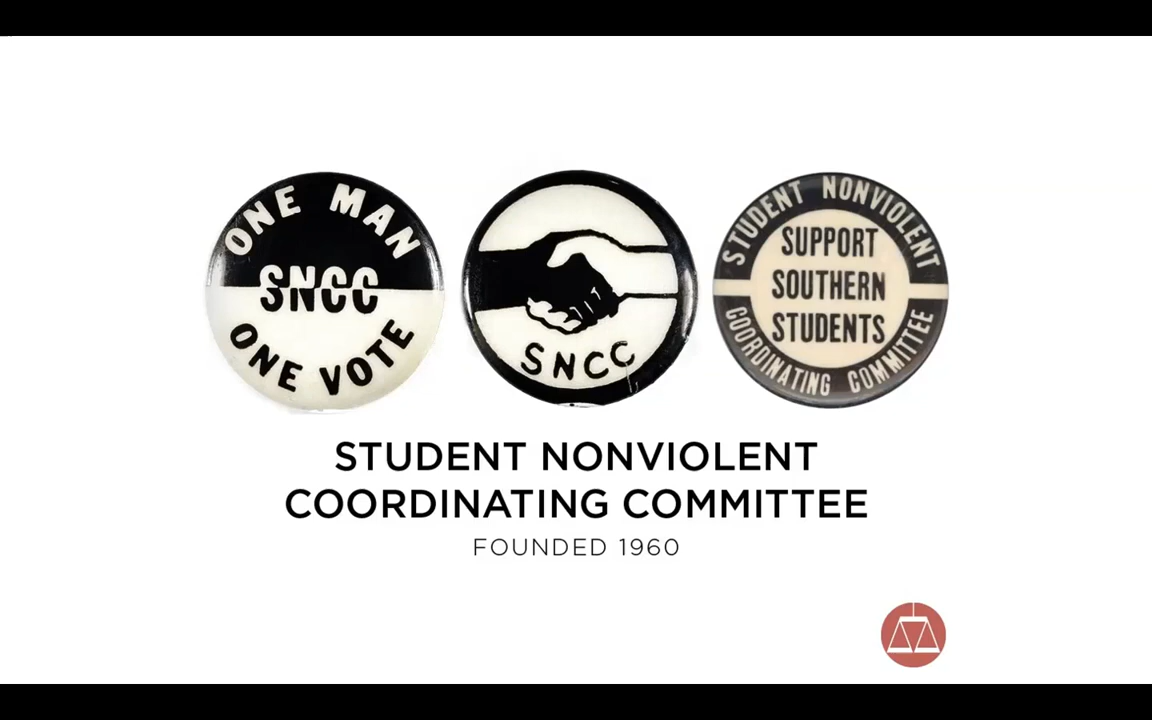 ONE MAN
SNCC
ONE VOTE
SNCC
STUDENT NONVIOLENT
SUPPORT
SOUTHERN
STUDENTS
COORDINATING COMMITTEE
STUDENT NONVIOLENT
COORDINATING COMMITTEE
FOUNDED 1960